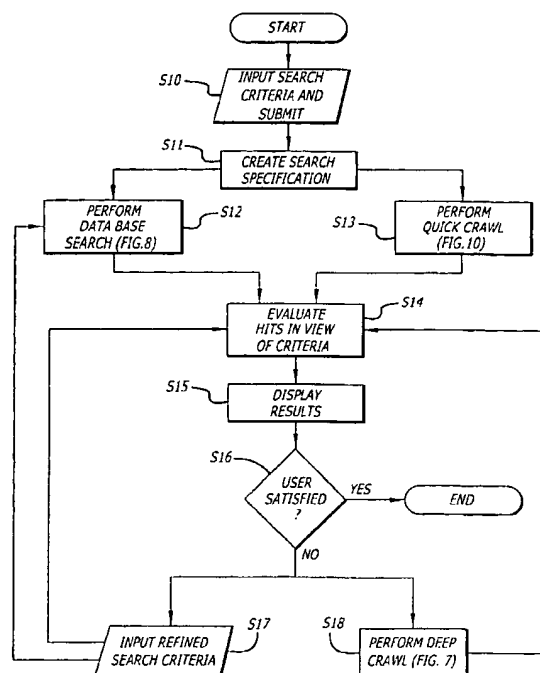 START
S10
INPUT SEARCH
CRITERIA AND
SUBMIT
S11
CREATE SEARCH
SPECIFICATION
PERFORM
DATA BASE
SEARCH (FIG.8)
S12
S13
PERFORM
QUICK CRAWL
(FIG.10)
EVALUATE
HITS IN VIEW
OF CRITERIA
S14
S15
DISPLAY
RESULTS
S16
USER
SATISFIED
?
YES
END
NO
INPUT REFINED
SEARCH CRITERIA
S17
S18
PERFORM DEEP
CRAWL (FIG. 7)